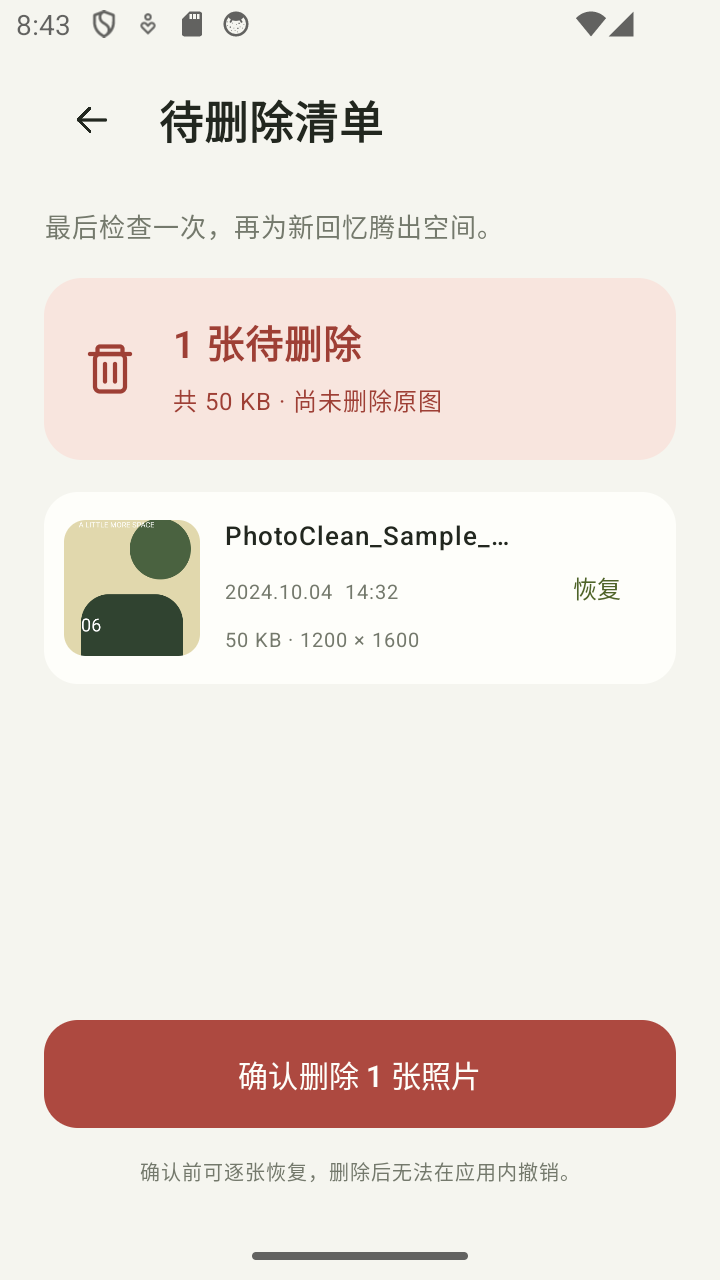 8:43
待删除清单
最后检查一次，再为新回忆腾出空间。
1 张待删除
共 50 KB · 尚未删除原图
A LITTLE MORE SPACE
06
PhotoClean_Sample_…
2024.10.04 14:32
50 KB · 1200 × 1600
恢复
确认删除 1 张照片
确认前可逐张恢复，删除后无法在应用内撤销。